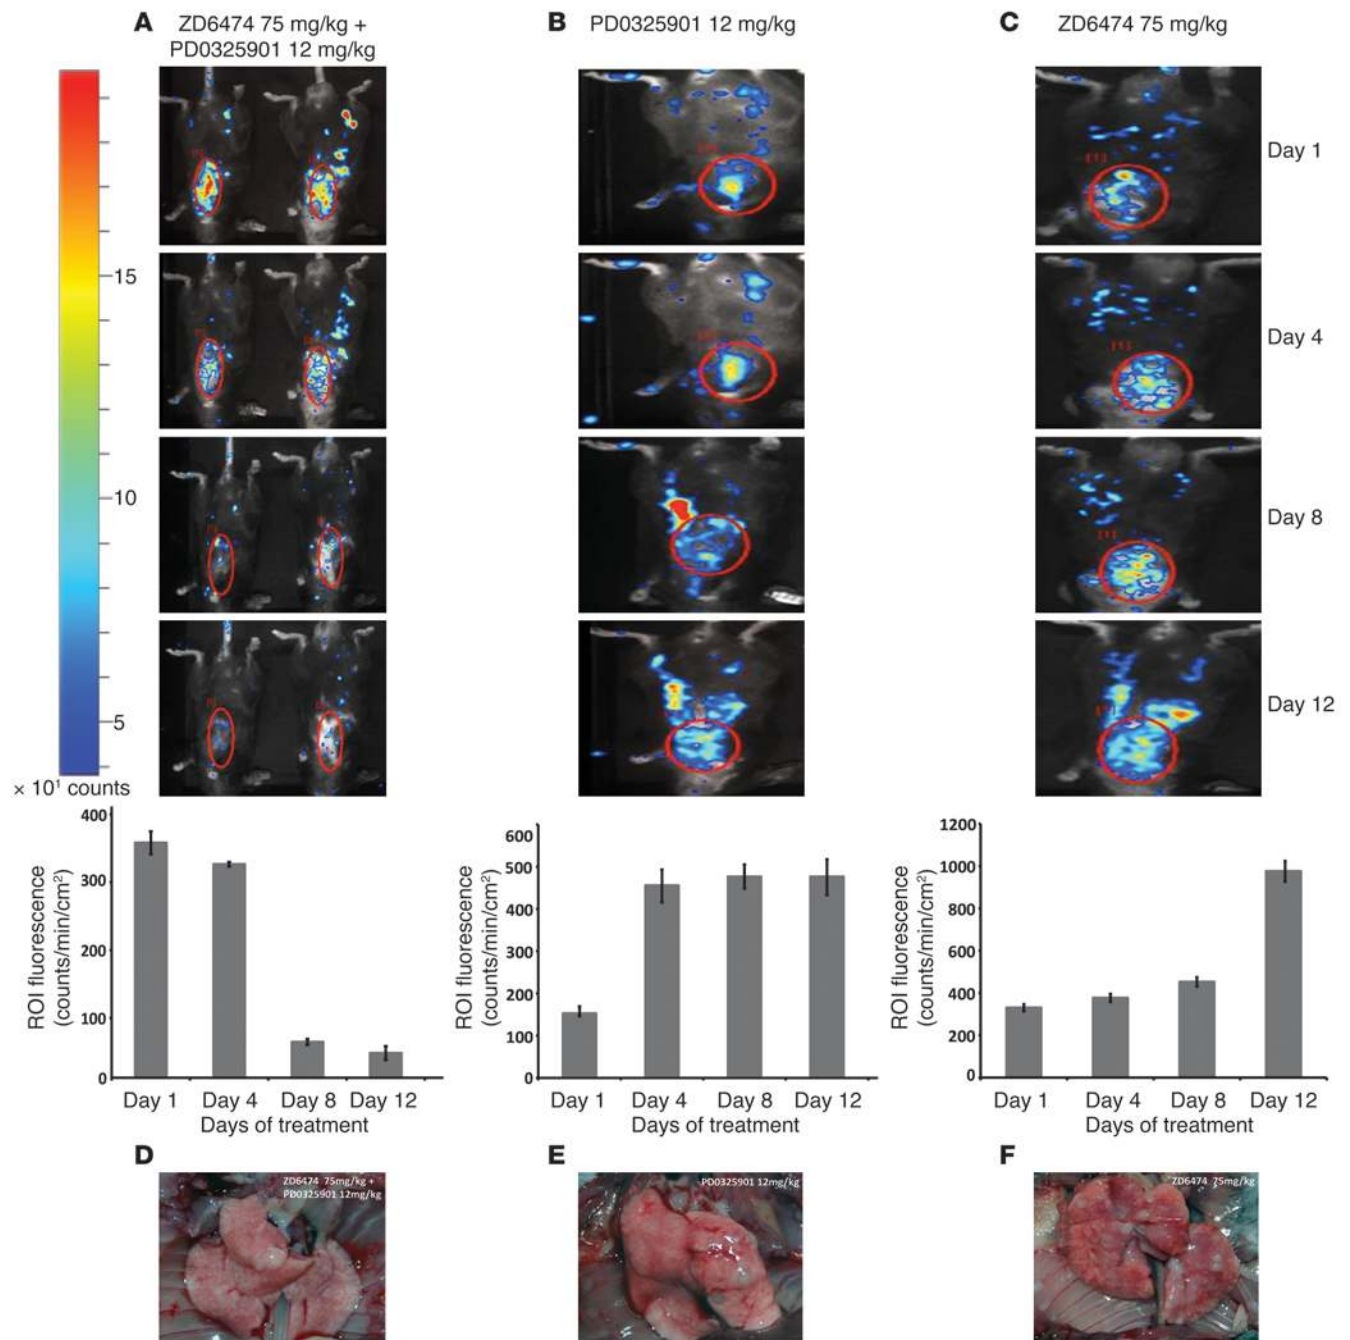 A ZD6474 75 mg/kg +
PD0325901 12 mg/kg
B PD0325901 12 mg/kg
C ZD6474 75 mg/kg
Day 1
Day 4
Day 8
Day 12
15
10
5
× 10¹ counts
400
300
200
100
0
ROI fluorescence
(counts/min/cm²)
Day 1 Day 4 Day 8 Day 12
Days of treatment
600
500
400
300
200
100
0
ROI fluorescence
(counts/min/cm²)
Day 1 Day 4 Day 8 Day 12
Days of treatment
1200
1000
800
600
400
200
0
ROI fluorescence
(counts/min/cm²)
Day 1 Day 4 Day 8 Day 12
Days of treatment
D
ZD6474 75mg/kg +
PD0325901 12mg/kg
E
PD0325901 12mg/kg
F
ZD6474 75mg/kg